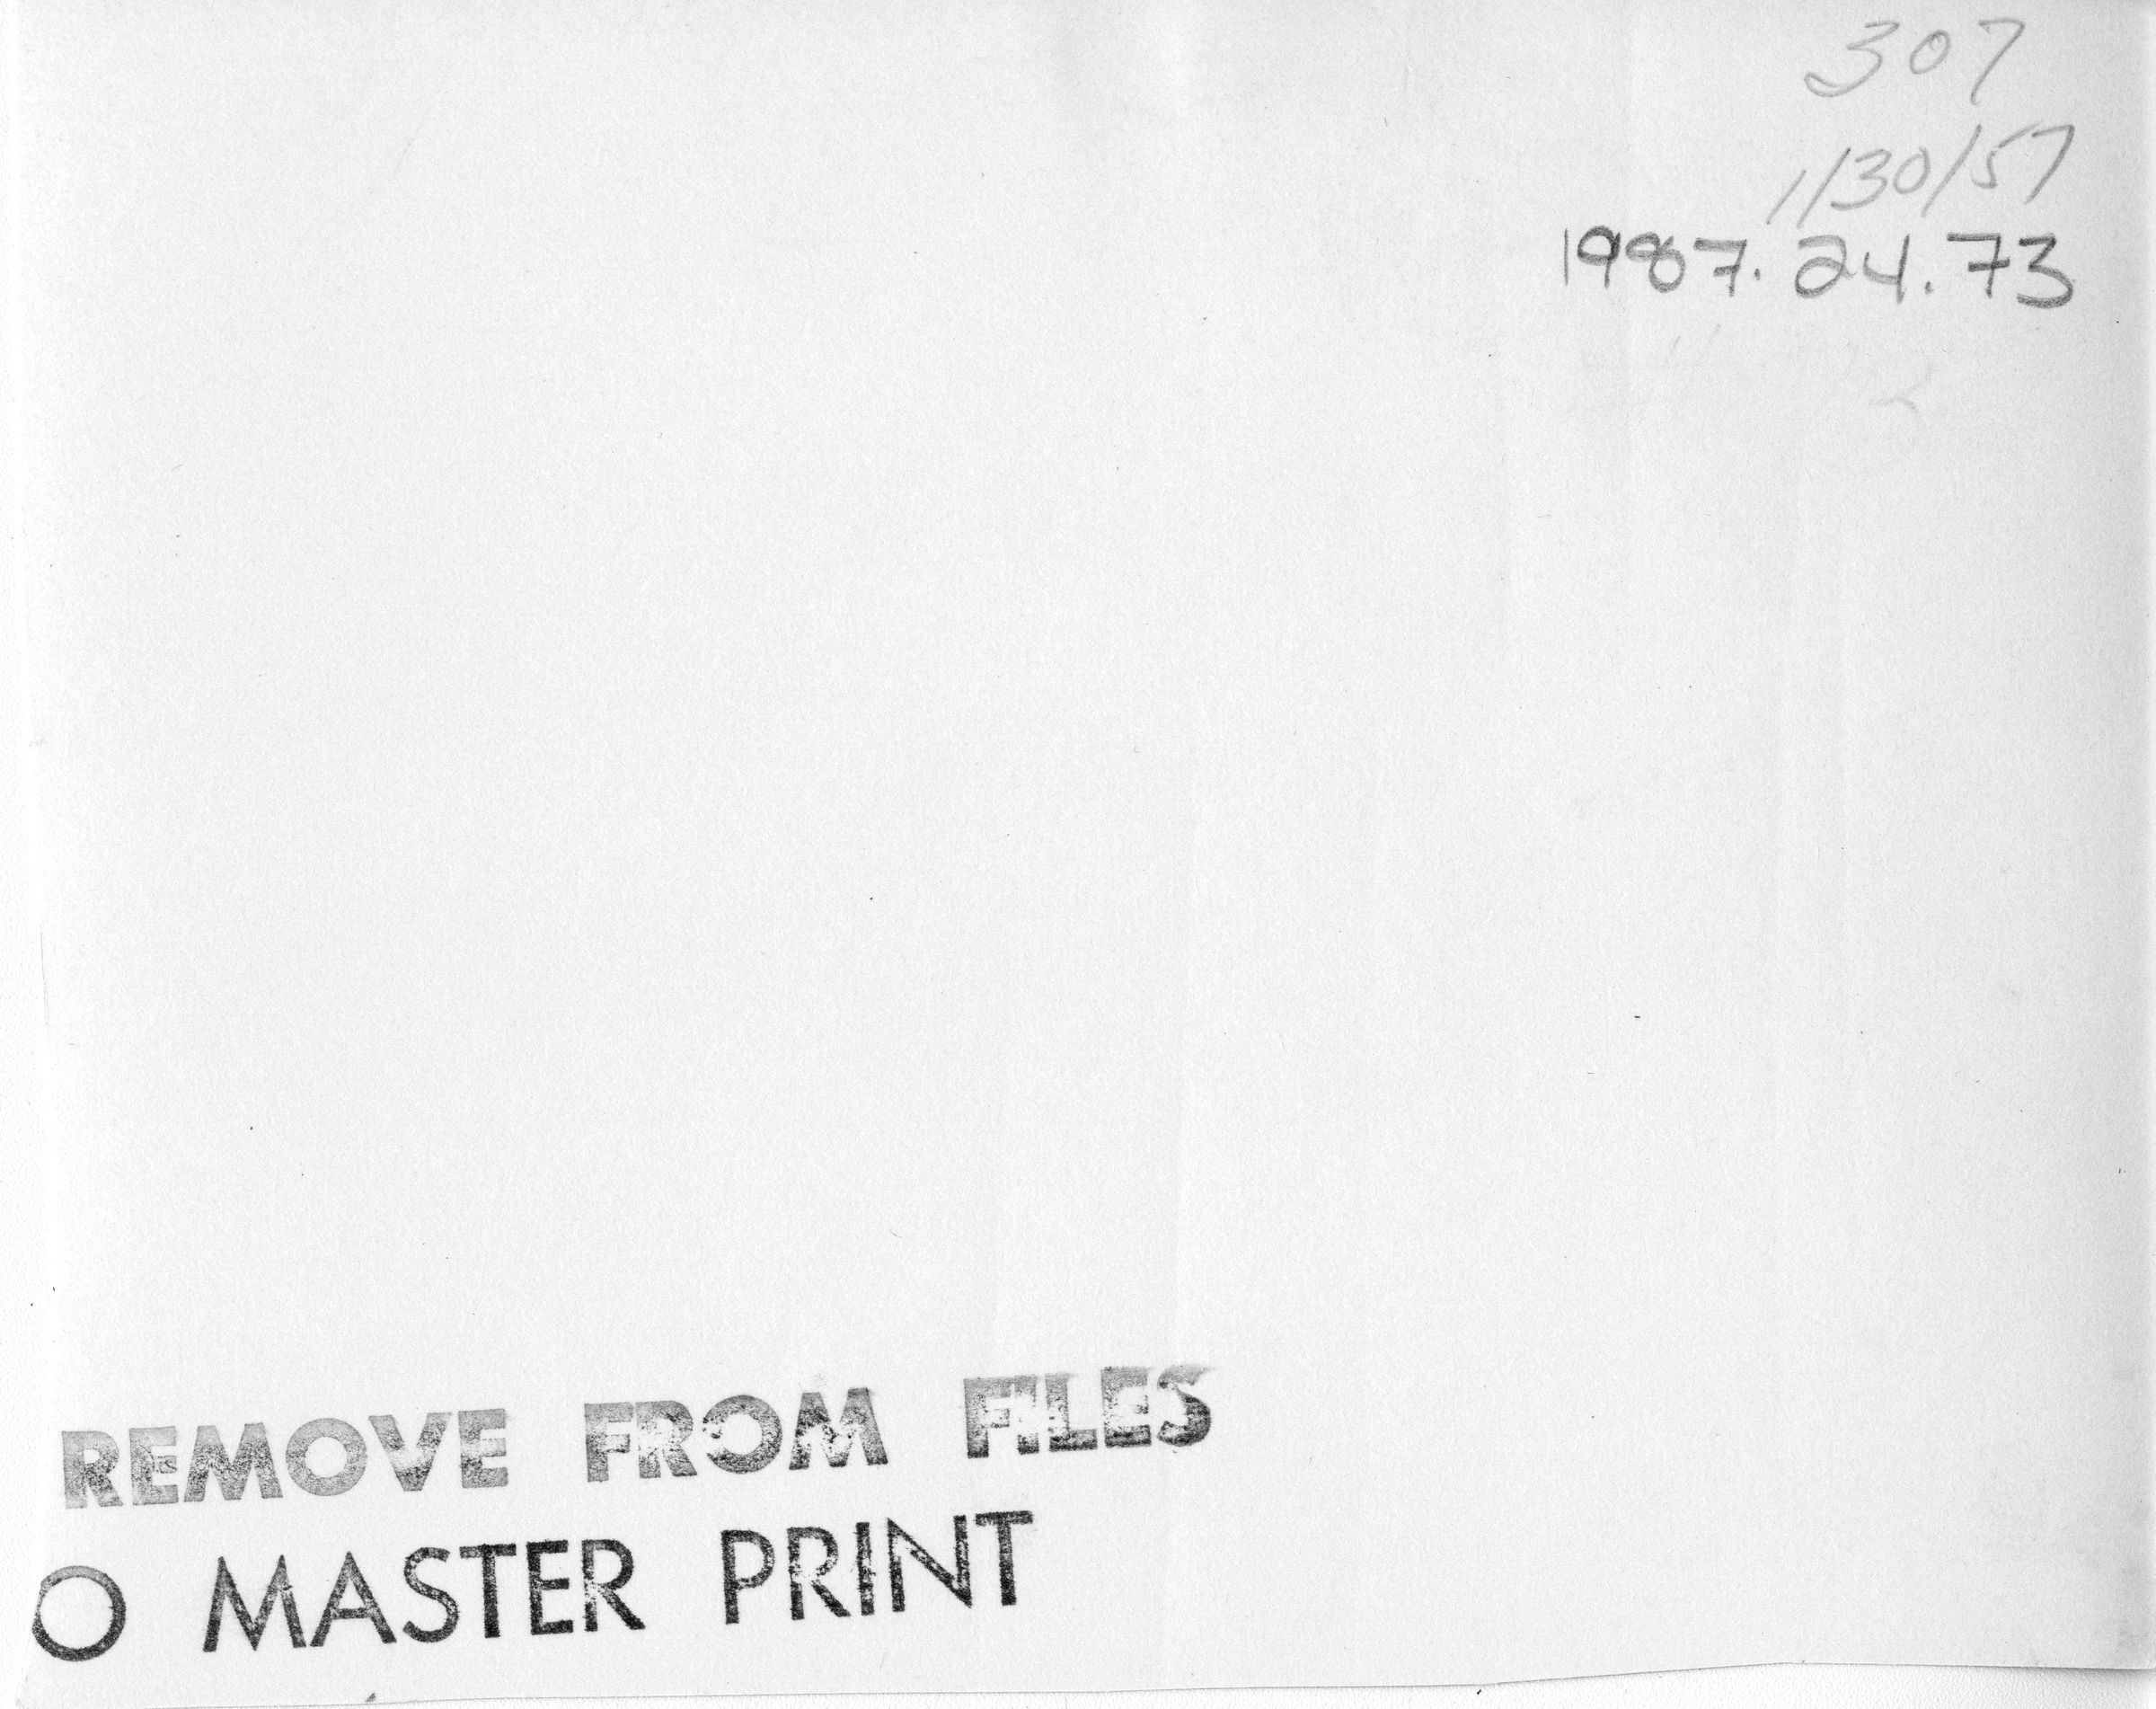 307
1/30/57
1987.24.73
REMOVE FROM FILES
O MASTER PRINT